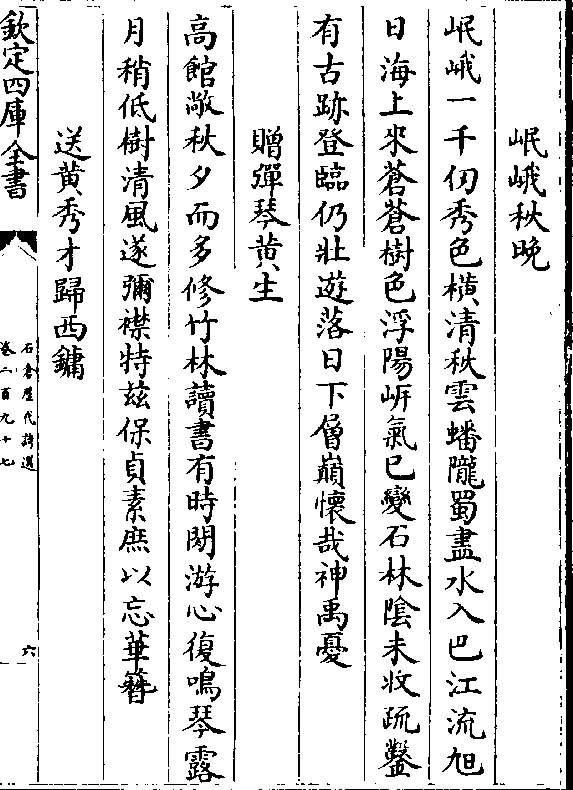 岷峨秋晚
岷峨一千仞秀色横清秋雲蟠隴蜀盡水入巴江流旭
日海上來蒼蒼樹色浮陽崖氣已變石林陰未收疏鑿
有古跡登臨仍壯遊落日下層巔懷哉神禹憂
贈彈琴黄生
高館敞秋夕而多修竹林讀書有時閒游心復鳴琴露
月稍低樹清風遂彌襟持兹保貞素庶以忘華簪
送黄秀才歸西鏞
欽定四庫全書
石倉歷代詩選
卷二百九十七
六